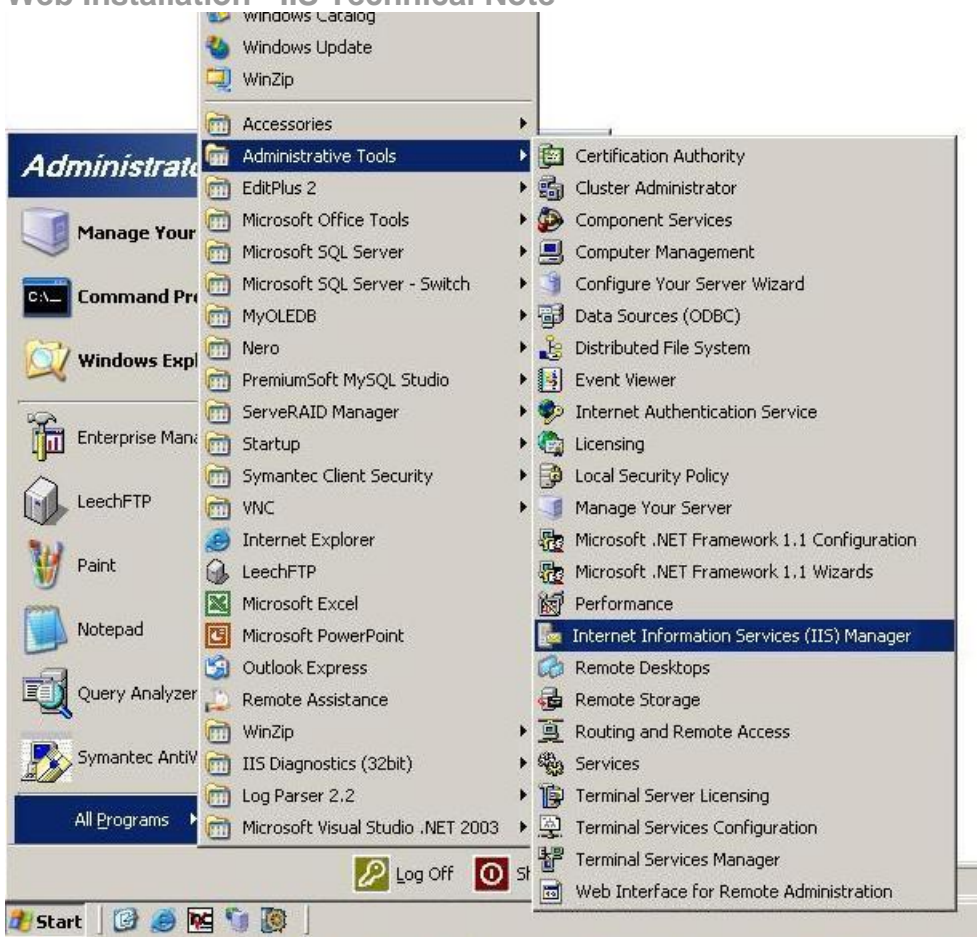 Web Installation - IIS Technical Note
Windows Catalog
Windows Update
WinZip
Accessories
Administrative Tools
EditPlus 2
Microsoft Office Tools
Microsoft SQL Server
Microsoft SQL Server - Switch
MyOLEDB
Nero
PremiumSoft MySQL Studio
ServeRAID Manager
Startup
Symantec Client Security
VNC
Internet Explorer
LeechFTP
Microsoft Excel
Microsoft PowerPoint
Outlook Express
Remote Assistance
WinZip
IIS Diagnostics (32bit)
Log Parser 2.2
Microsoft Visual Studio .NET 2003
Administrato
Manage Your
C:\_
Command Pro
Windows Expl
Enterprise Mana
LeechFTP
Paint
Notepad
Query Analyzer
Symantec AntiV
All Programs
Certification Authority
Cluster Administrator
Component Services
Computer Management
Configure Your Server Wizard
Data Sources (ODBC)
Distributed File System
Event Viewer
Internet Authentication Service
Licensing
Local Security Policy
Manage Your Server
Microsoft .NET Framework 1.1 Configuration
Microsoft .NET Framework 1.1 Wizards
Performance
Internet Information Services (IIS) Manager
Remote Desktops
Remote Storage
Routing and Remote Access
Services
Terminal Server Licensing
Terminal Services Configuration
Terminal Services Manager
Web Interface for Remote Administration
Log Off
Sh
Start